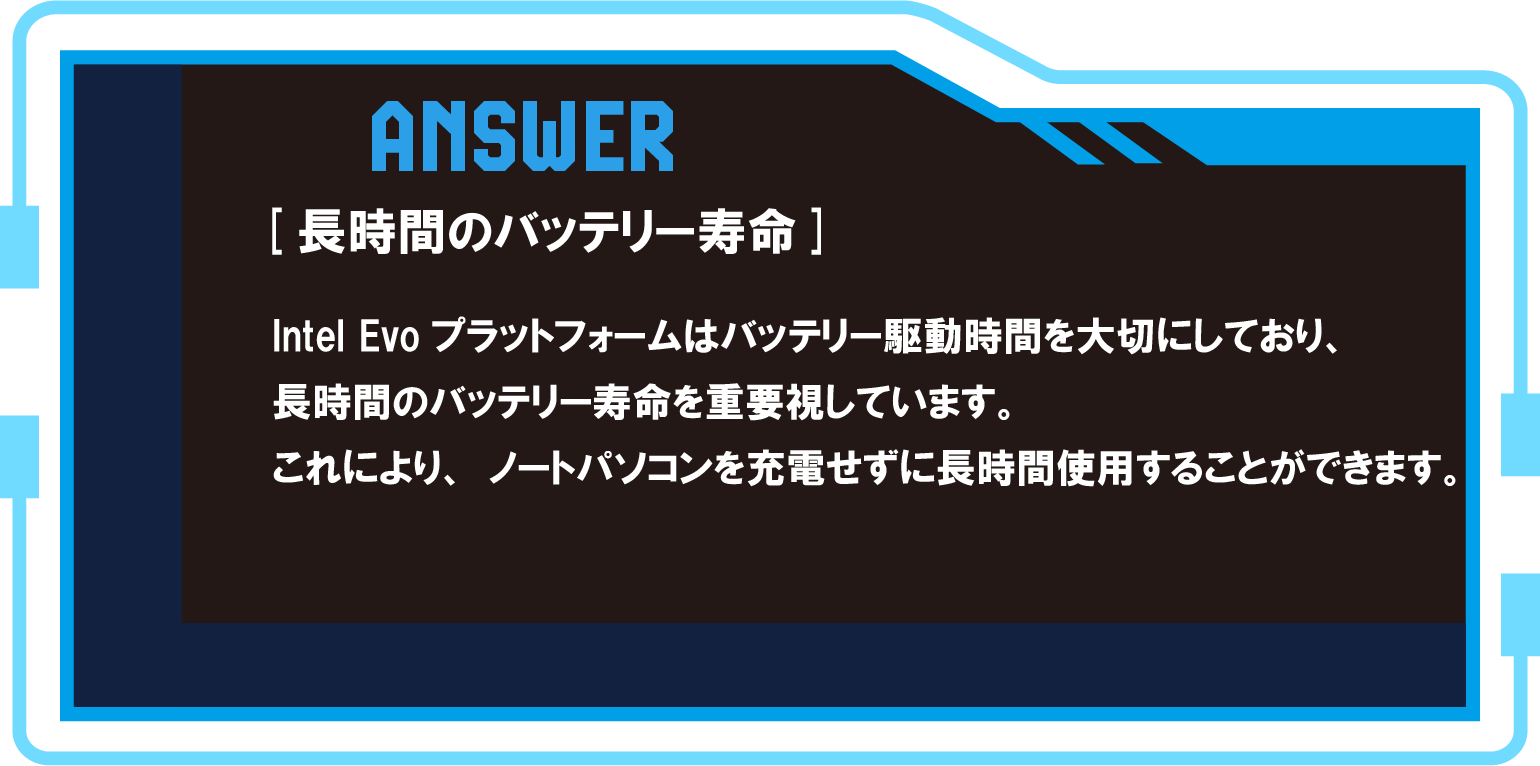 ANSWER
[ 長時間のバッテリー寿命 ]
Intel Evo プラットフォームはバッテリー駆動時間を大切にしており、
長時間のバッテリー寿命を重要視しています。
これにより、 ノートパソコンを充電せずに長時間使用することができます。